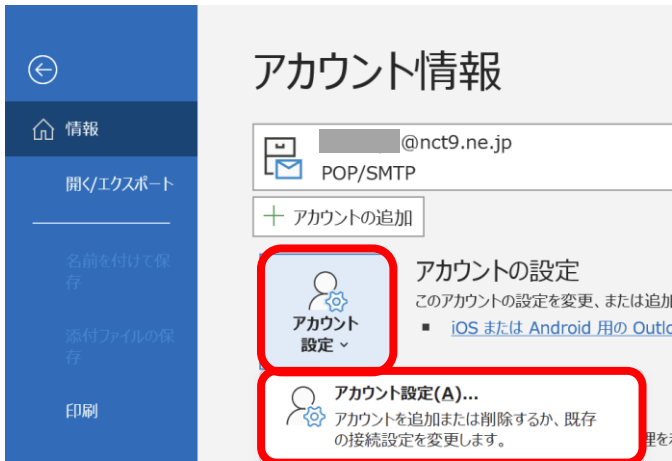 アカウント情報
情報
開く/エクスポート
名前を付けて保
存
添付ファイルの保
存
印刷
@nct9.ne.jp
POP/SMTP
アカウントの追加
アカウント
設定
アカウントの設定
このアカウントの設定を変更、または追加
iOS または Android 用の Outlo
アカウント設定(A)...
アカウントを追加または削除するか、既存
の接続設定を変更します。
理を